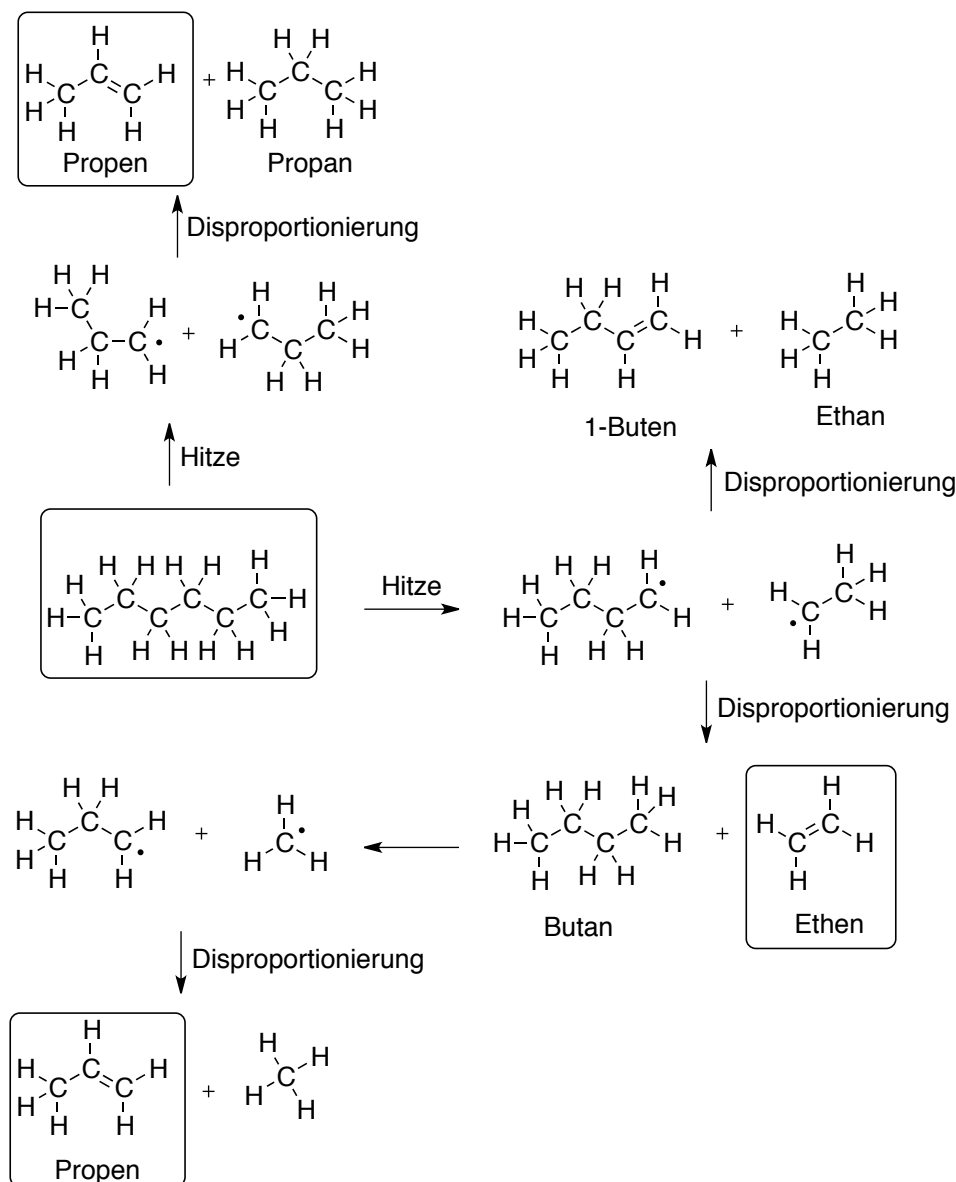 Propen
+
Propan
Disproportionierung
+
Hitze
+
1-Buten
Ethan
Disproportionierung
Hitze
+
Disproportionierung
+
Butan
Ethen
+
Disproportionierung
+
Propen